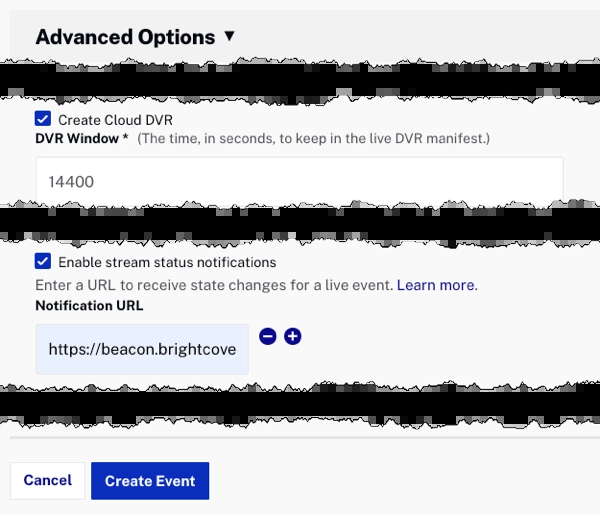 Advanced Options ▼
Create Cloud DVR
DVR Window * (The time, in seconds, to keep in the live DVR manifest.)
14400
Enable stream status notifications
Enter a URL to receive state changes for a live event. Learn more.
Notification URL
https://beacon.brightcove
Cancel
Create Event